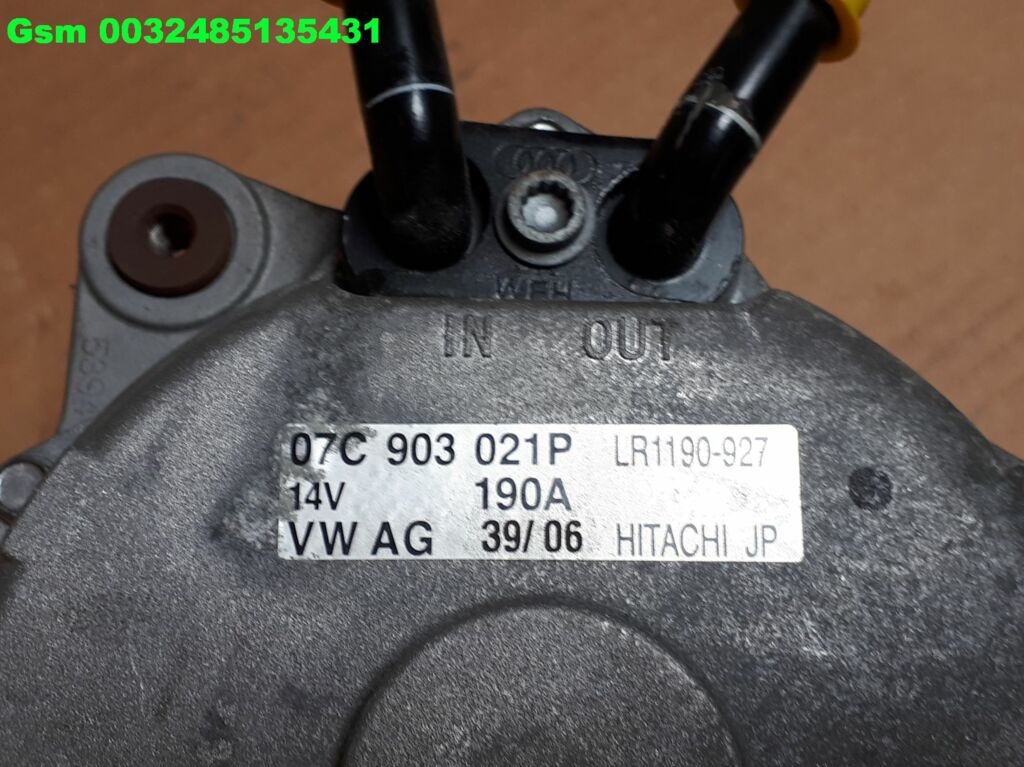 Gsm 0032485135431
IN OUT
07C 903 021P LR1190-927
14V 190A
VW AG 39/06 HITACHI JP